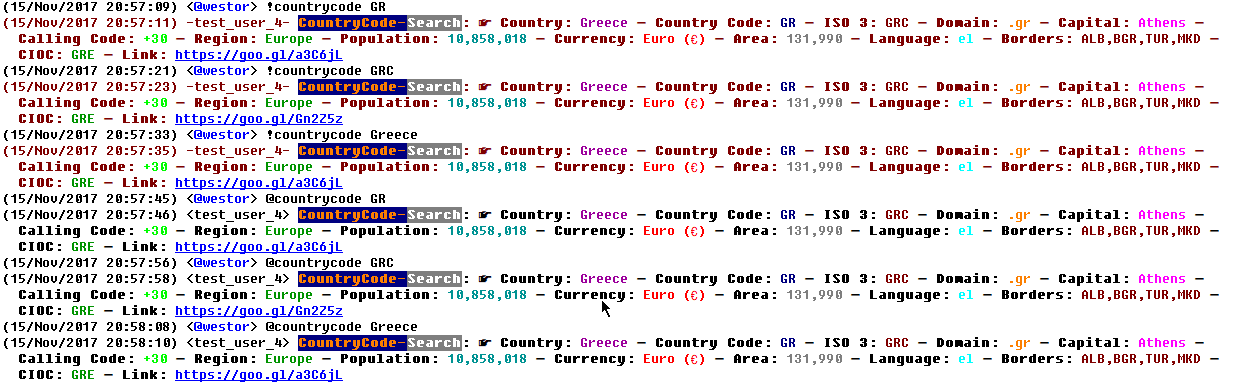 (15/Nov/2017 20:57:09) <@westor> !countrycode GR
(15/Nov/2017 20:57:11) -test_user_4- CountryCode-Search: ☛ Country: Greece - Country Code: GR - ISO 3: GRC - Domain: .gr - Capital: Athens -
Calling Code: +30 - Region: Europe - Population: 10,858,018 - Currency: Euro (€) - Area: 131,990 - Language: el - Borders: ALB,BGR,TUR,MKD -
CIOC: GRE - Link: https://goo.gl/a3C6jL
(15/Nov/2017 20:57:21) <@westor> !countrycode GRC
(15/Nov/2017 20:57:23) -test_user_4- CountryCode-Search: ☛ Country: Greece - Country Code: GR - ISO 3: GRC - Domain: .gr - Capital: Athens -
Calling Code: +30 - Region: Europe - Population: 10,858,018 - Currency: Euro (€) - Area: 131,990 - Language: el - Borders: ALB,BGR,TUR,MKD -
CIOC: GRE - Link: https://goo.gl/Gn2Z5z
(15/Nov/2017 20:57:33) <@westor> !countrycode Greece
(15/Nov/2017 20:57:35) -test_user_4- CountryCode-Search: ☛ Country: Greece - Country Code: GR - ISO 3: GRC - Domain: .gr - Capital: Athens -
Calling Code: +30 - Region: Europe - Population: 10,858,018 - Currency: Euro (€) - Area: 131,990 - Language: el - Borders: ALB,BGR,TUR,MKD -
CIOC: GRE - Link: https://goo.gl/a3C6jL
(15/Nov/2017 20:57:45) <@westor> @countrycode GR
(15/Nov/2017 20:57:46) <test_user_4> CountryCode-Search: ☛ Country: Greece - Country Code: GR - ISO 3: GRC - Domain: .gr - Capital: Athens -
Calling Code: +30 - Region: Europe - Population: 10,858,018 - Currency: Euro (€) - Area: 131,990 - Language: el - Borders: ALB,BGR,TUR,MKD -
CIOC: GRE - Link: https://goo.gl/a3C6jL
(15/Nov/2017 20:57:56) <@westor> @countrycode GRC
(15/Nov/2017 20:57:58) <test_user_4> CountryCode-Search: ☛ Country: Greece - Country Code: GR - ISO 3: GRC - Domain: .gr - Capital: Athens -
Calling Code: +30 - Region: Europe - Population: 10,858,018 - Currency: Euro (€) - Area: 131,990 - Language: el - Borders: ALB,BGR,TUR,MKD -
CIOC: GRE - Link: https://goo.gl/Gn2Z5z
(15/Nov/2017 20:58:08) <@westor> @countrycode Greece
(15/Nov/2017 20:58:10) <test_user_4> CountryCode-Search: ☛ Country: Greece - Country Code: GR - ISO 3: GRC - Domain: .gr - Capital: Athens -
Calling Code: +30 - Region: Europe - Population: 10,858,018 - Currency: Euro (€) - Area: 131,990 - Language: el - Borders: ALB,BGR,TUR,MKD -
CIOC: GRE - Link: https://goo.gl/a3C6jL